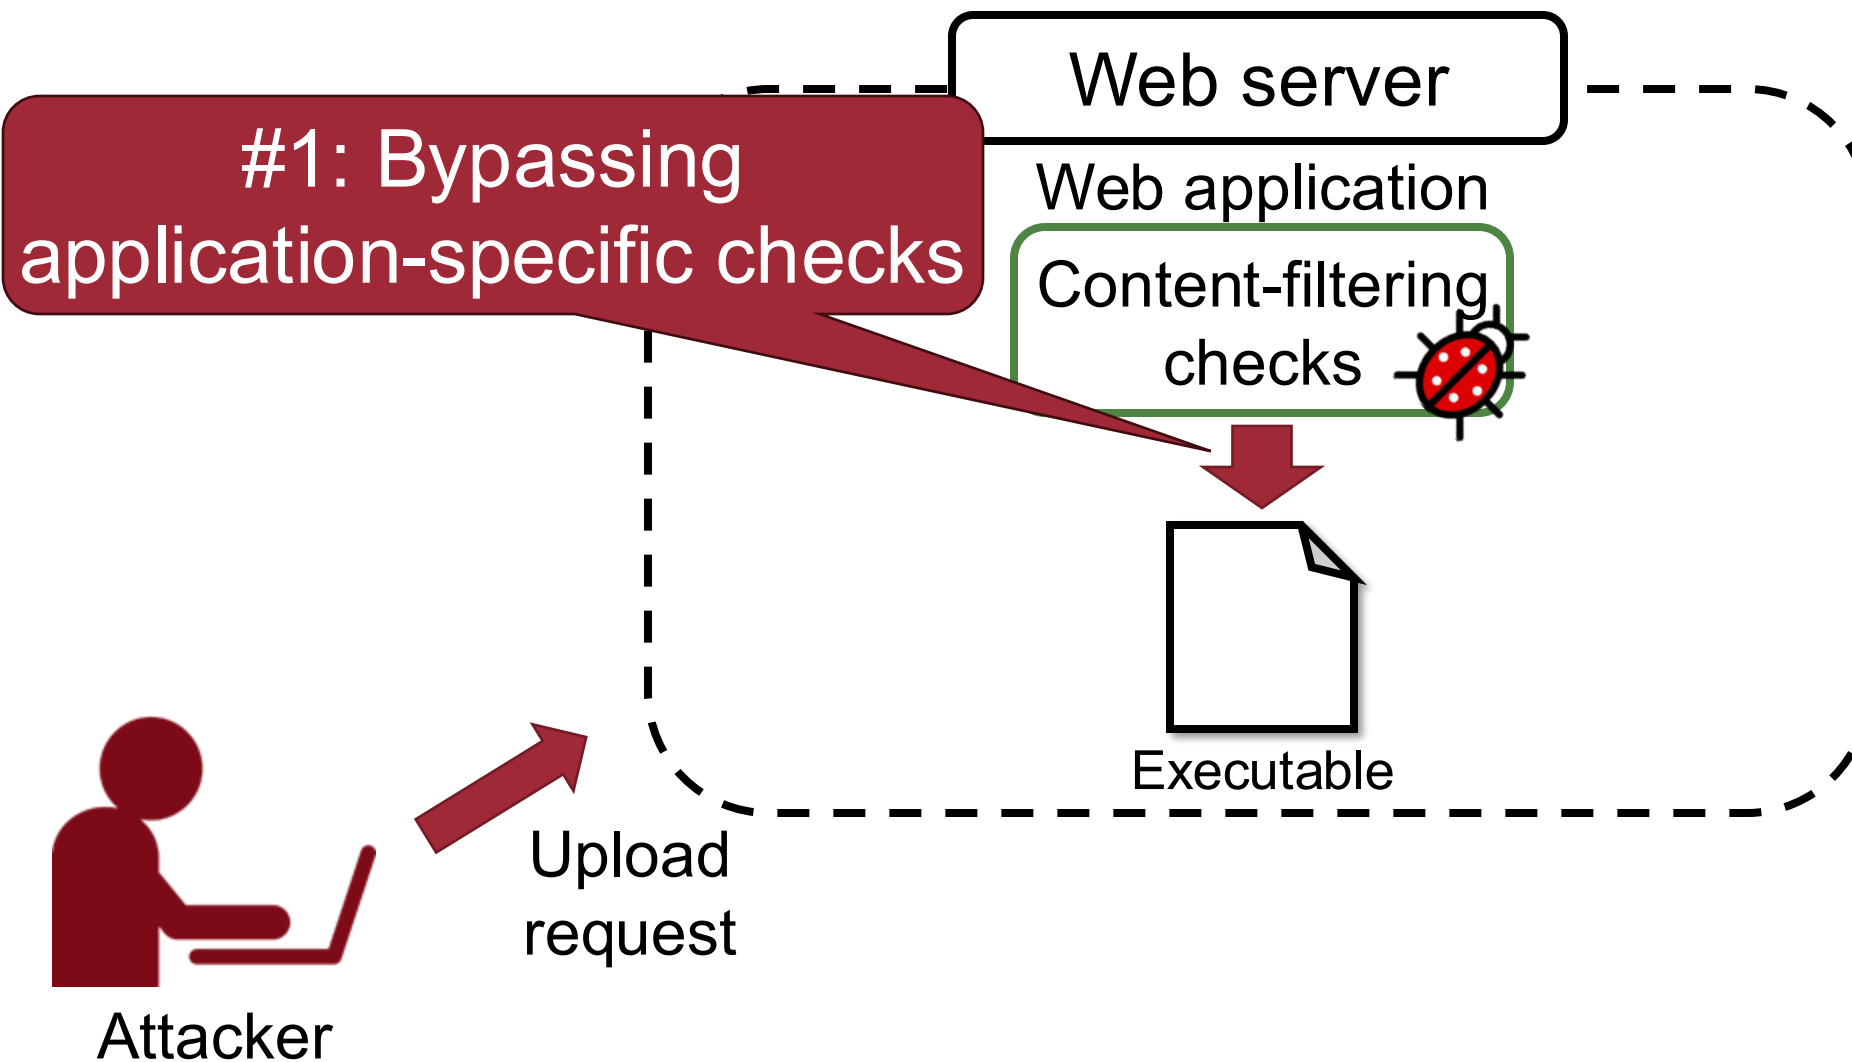 Web server
#1: Bypassing
application-specific checks
Web application
Content-filtering
checks
Executable
Upload
request
Attacker